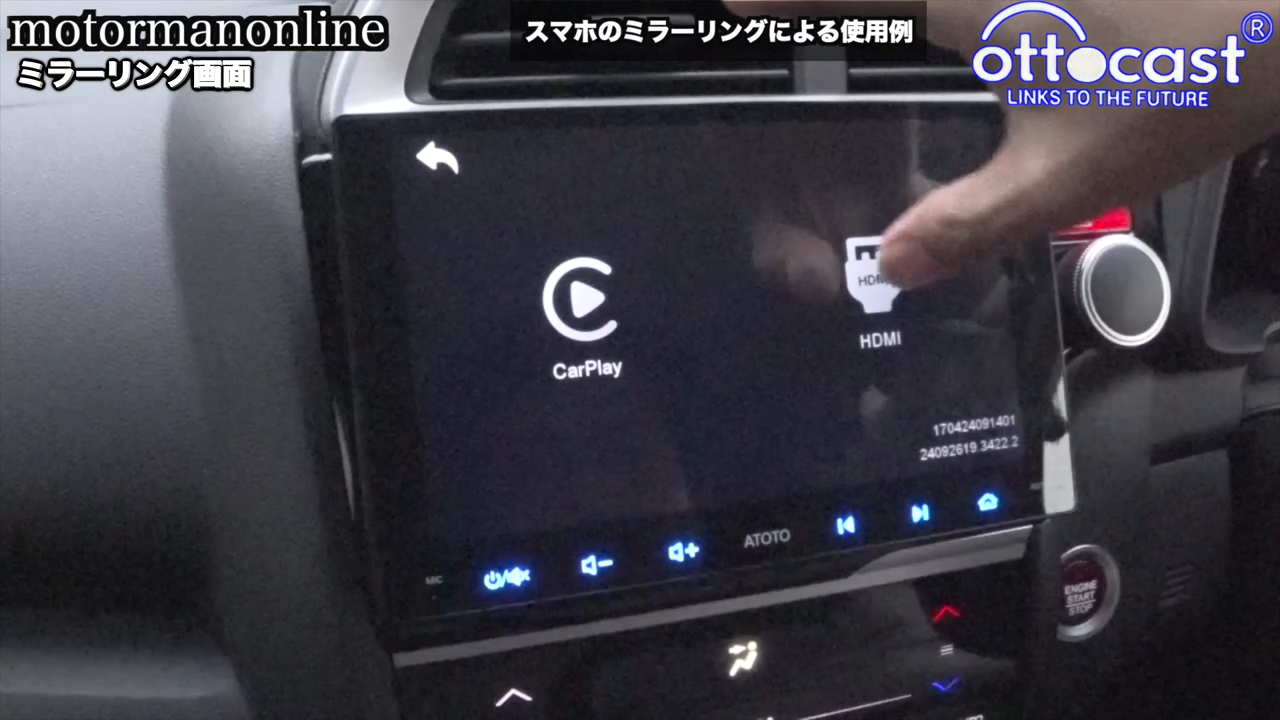 motormanonline
ミラーリング画面
スマホのミラーリングによる使用例
ottocast®
LINKS TO THE FUTURE
CarPlay
HDMI
170424091401
24092619.3422.2
MIC
ATOTO
ENGINE
START
STOP